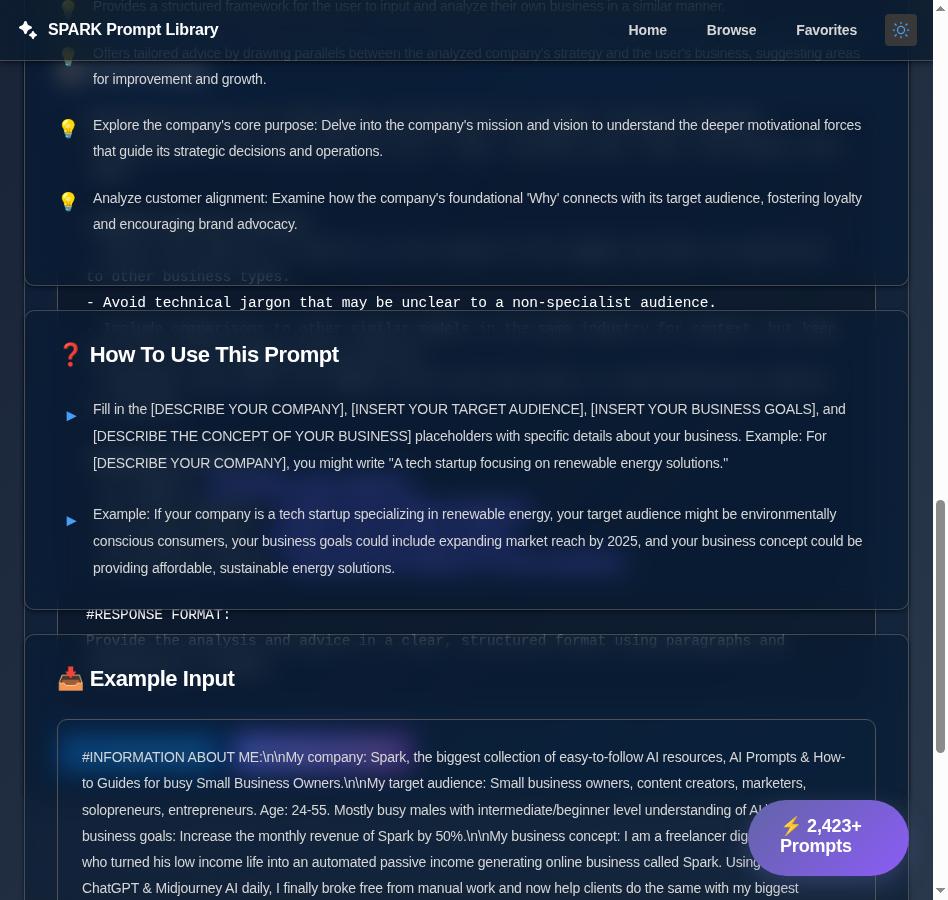 Provides a structured framework for the user to input and analyze their own business in a similar manner.
SPARK Prompt Library
Home
Browse
Favorites
Offers tailored advice by drawing parallels between the analyzed company's strategy and the user's business, suggesting areas
for improvement and growth.
Explore the company's core purpose: Delve into the company's mission and vision to understand the deeper motivational forces
that guide its strategic decisions and operations.
Analyze customer alignment: Examine how the company's foundational 'Why' connects with its target audience, fostering loyalty
and encouraging brand advocacy.
to other business types.
- Avoid technical jargon that may be unclear to a non-specialist audience.
- Include comparisons to other similar models in the same industry for context, but keep
How To Use This Prompt
Fill in the [DESCRIBE YOUR COMPANY], [INSERT YOUR TARGET AUDIENCE], [INSERT YOUR BUSINESS GOALS], and
[DESCRIBE THE CONCEPT OF YOUR BUSINESS] placeholders with specific details about your business. Example: For
[DESCRIBE YOUR COMPANY], you might write "A tech startup focusing on renewable energy solutions."
Example: If your company is a tech startup specializing in renewable energy, your target audience might be environmentally
conscious consumers, your business goals could include expanding market reach by 2025, and your business concept could be
providing affordable, sustainable energy solutions.
#RESPONSE FORMAT:
Provide the analysis and advice in a clear, structured format using paragraphs and
Example Input
#INFORMATION ABOUT ME:\n\nMy company: Spark, the biggest collection of easy-to-follow AI resources, AI Prompts & How-
to Guides for busy Small Business Owners.\n\nMy target audience: Small business owners, content creators, marketers,
solopreneurs, entrepreneurs. Age: 24-55. Mostly busy males with intermediate/beginner level understanding of
business goals: Increase the monthly revenue of Spark by 50%.\n\nMy business concept: I am a freelancer
who turned his low income life into an automated passive income generating online business called Spark. Using
ChatGPT & Midjourney AI daily, I finally broke free from manual work and now help clients do the same with my biggest
⚡ 2,423+
Prompts